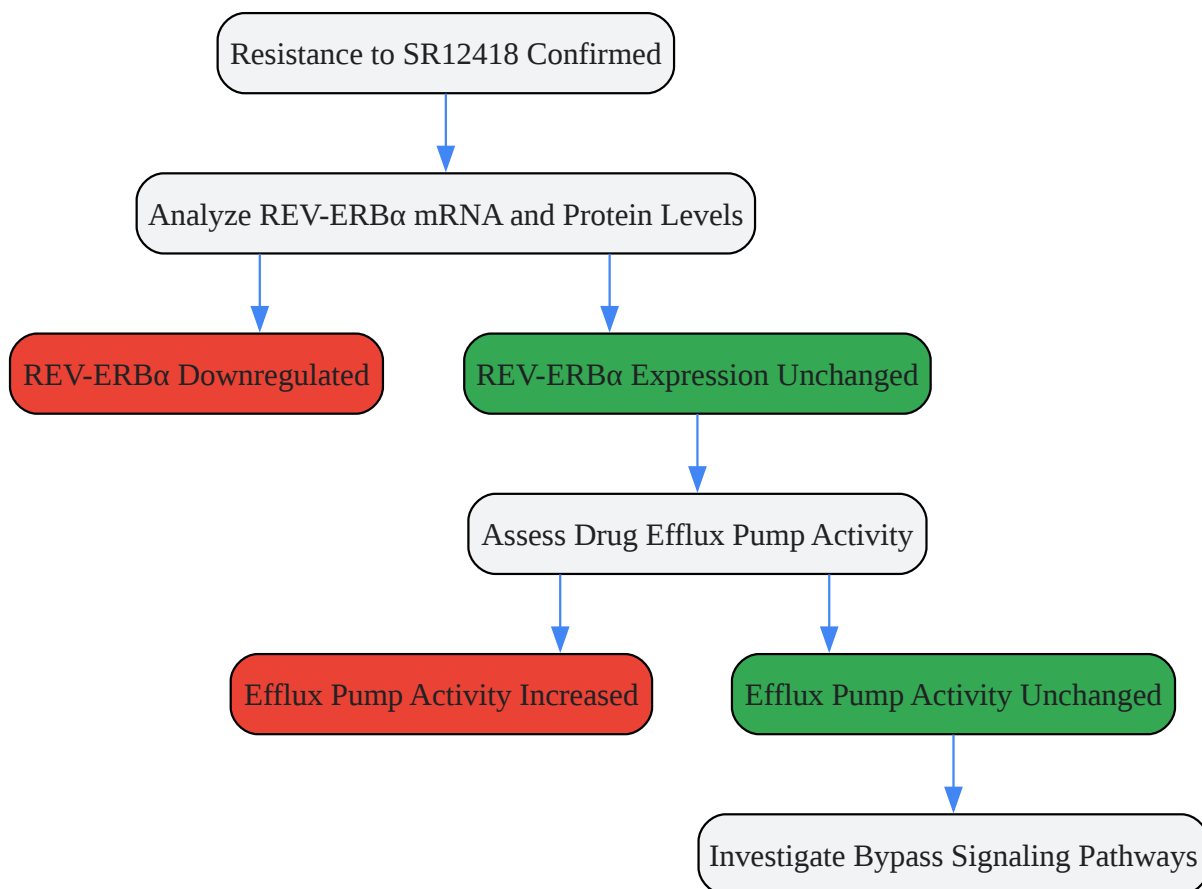 Resistance to SR12418 Confirmed
Analyze REV-ERBα mRNA and Protein Levels
REV-ERBα Downregulated
REV-ERBα Expression Unchanged
Assess Drug Efflux Pump Activity
Efflux Pump Activity Increased
Efflux Pump Activity Unchanged
Investigate Bypass Signaling Pathways